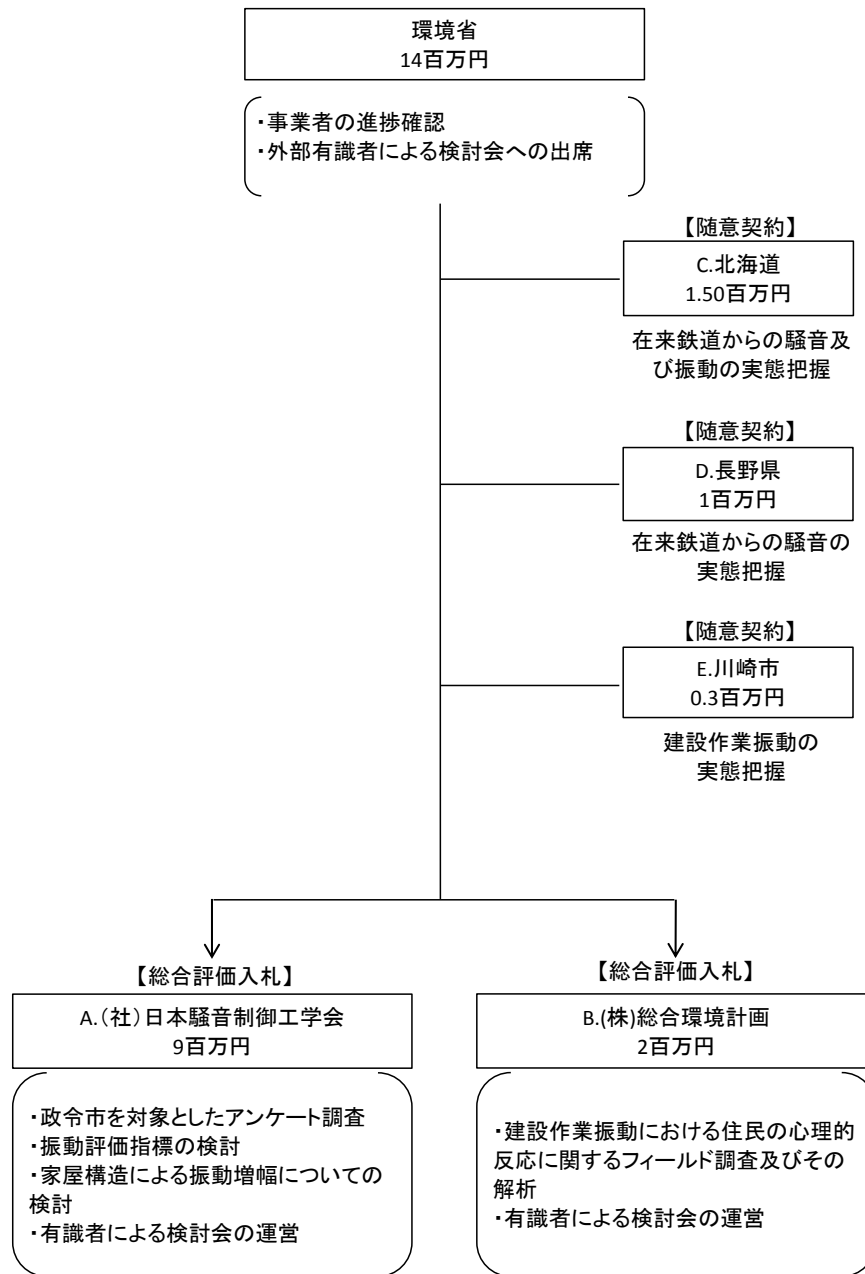 環境省
14百万円
・事業者の進捗確認
・外部有識者による検討会への出席
【随意契約】
C.北海道
1.50百万円
在来鉄道からの騒音及
び振動の実態把握
【随意契約】
D.長野県
1百万円
在来鉄道からの騒音の
実態把握
【随意契約】
E.川崎市
0.3百万円
建設作業振動の
実態把握
【総合評価入札】
A.（社）日本騒音制御工学会
9百万円
・政令市を対象としたアンケート調査
・振動評価指標の検討
・家屋構造による振動増幅についての
検討
・有識者による検討会の運営
【総合評価入札】
B.(株)総合環境計画
2百万円
・建設作業振動における住民の心理的
反応に関するフィールド調査及びその
解析
・有識者による検討会の運営